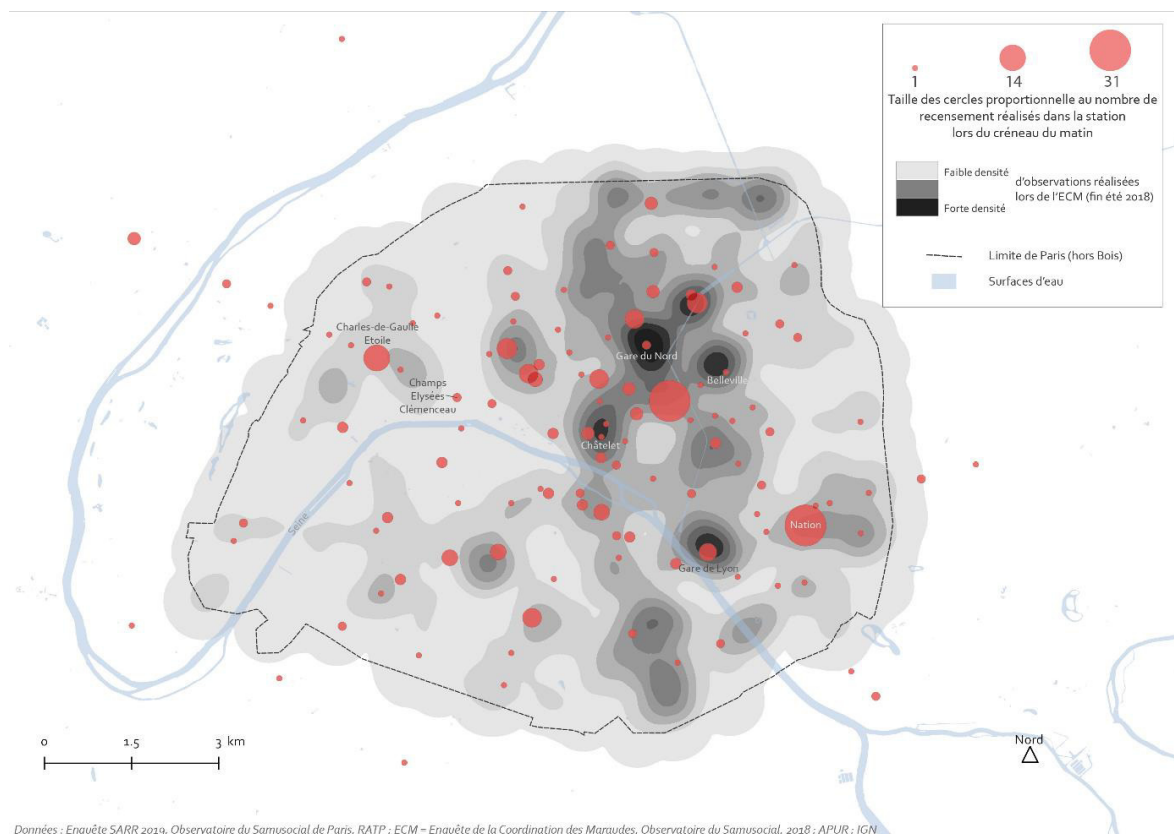 1 14 31
Taille des cercles proportionnelle au nombre de
recensement réalisés dans la station
lors du créneau du matin
Faible densité
d'observations réalisées
lors de l'ECM (fin été 2018)
Forte densité
Limite de Paris (hors Bois)
Surfaces d'eau
Charles-de-Gaulle
Etoile
Gare du Nord
Belleville
Champs
Elysées
Clémenceau
Châtelet
Seine
Nation
Gare de Lyon
0 1.5 3 km
Nord
Données : Enquête SARR 2019, Observatoire du Samusocial de Paris, RATP ; ECM = Enquête de la Coordination des Maraudes, Observatoire du Samusocial, 2018 ; APUR ; IGN